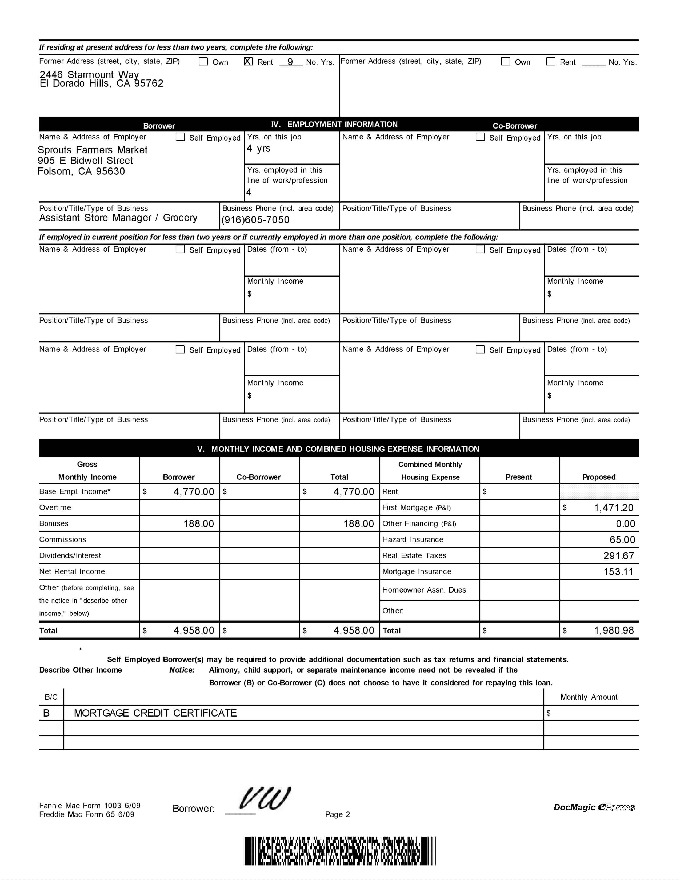 If residing at present address for less than two years, complete the following:
Former Address (street, city, state, ZIP) Own X Rent 9 No. Yrs. Former Address (street, city, state, ZIP) Own Rent No. Yrs.
2446 Starmount Way
El Dorado Hills, CA 95762
Borrower IV. EMPLOYMENT INFORMATION Co-Borrower
Name & Address of Employer Self Employed Yrs. on this job Name & Address of Employer Self Employed Yrs. on this job
Sprouts Farmers Market 4 yrs
905 E Bidwell Street
Folsom, CA 95630
Yrs. employed in this line of work/profession Yrs. employed in this line of work/profession
4
Position/Title/Type of Business Business Phone (incl. area code) Position/Title/Type of Business Business Phone (incl. area code)
Assistant Store Manager / Grocery (916)605-7050
If employed in current position for less than two years or if currently employed in more than one position, complete the following:
Name & Address of Employer Self Employed Dates (from - to) Name & Address of Employer Self Employed Dates (from - to)
Monthly Income Monthly Income
$ $
Position/Title/Type of Business Business Phone (incl. area code) Position/Title/Type of Business Business Phone (incl. area code)
Name & Address of Employer Self Employed Dates (from - to) Name & Address of Employer Self Employed Dates (from - to)
Monthly Income Monthly Income
$ $
Position/Title/Type of Business Business Phone (incl. area code) Position/Title/Type of Business Business Phone (incl. area code)
V. MONTHLY INCOME AND COMBINED HOUSING EXPENSE INFORMATION
Gross Combined Monthly
Monthly Income Borrower Co-Borrower Total Housing Expense Present Proposed
Base Empl. Income* $ 4,770.00 $ $ 4,770.00 Rent $
Overtime First Mortgage (P&I) $ 1,471.20
Bonuses 188.00 188.00 Other Financing (P&I) 0.00
Commissions Hazard Insurance 65.00
Dividends/Interest Real Estate Taxes 291.67
Net Rental Income Mortgage Insurance 153.11
Other (before completing, see Homeowner Assn. Dues
the notice in "describe other
income," below) Other:
Total $ 4,958.00 $ $ 4,958.00 Total $ $ 1,980.98
*
Self Employed Borrower(s) may be required to provide additional documentation such as tax returns and financial statements.
Describe Other Income Notice: Alimony, child support, or separate maintenance income need not be revealed if the
Borrower (B) or Co-Borrower (C) does not choose to have it considered for repaying this loan.
B/C Monthly Amount
B MORTGAGE CREDIT CERTIFICATE $
Fannie Mae Form 1003 6/09
Freddie Mac Form 65 6/09
Borrower: VW
Page 2
DocMagic